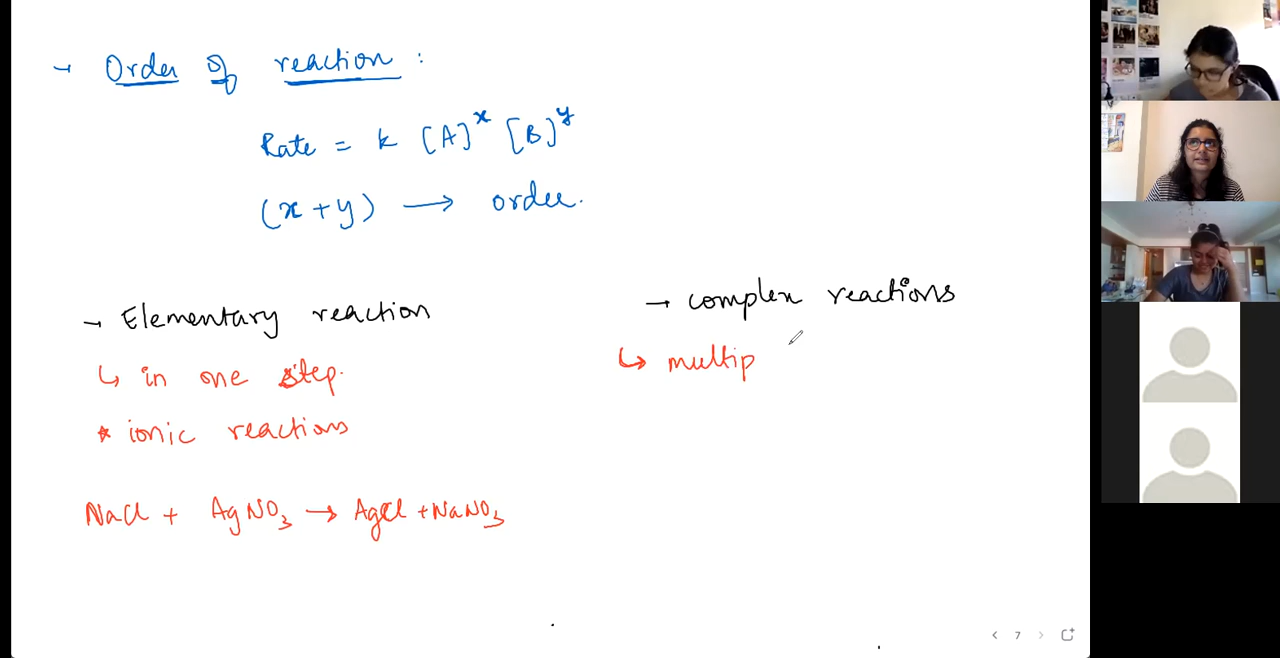 → Order of reaction :
Rate = k [A]^x [B]^y
(x + y) → order.
→ Elementary reaction
↳ in one step.
* ionic reactions
NaCl + AgNO₃ → AgCl + NaNO₃
→ complex reactions
↳ multip
< 7 >